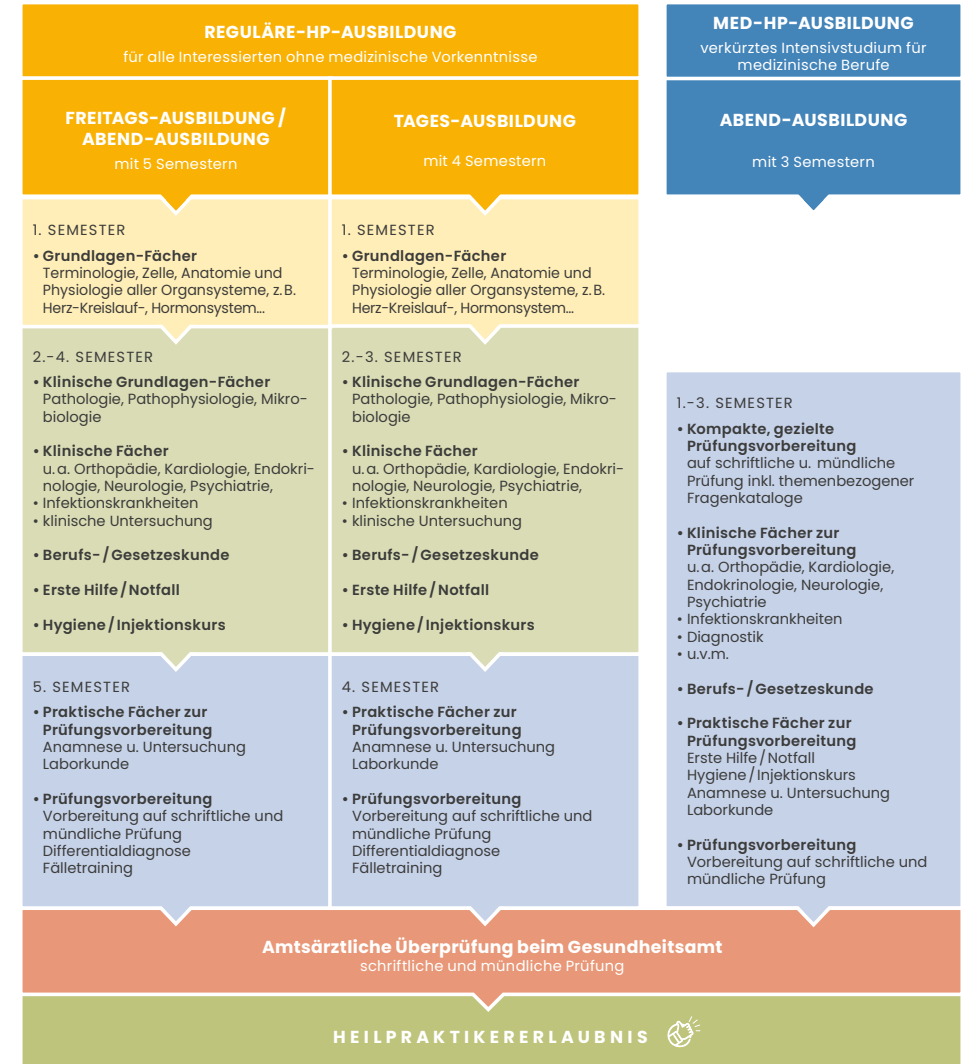 REGULÄRE-HP-AUSBILDUNG
für alle Interessierten ohne medizinische Vorkenntnisse
FREITAGS-AUSBILDUNG /
ABEND-AUSBILDUNG
mit 5 Semestern
1. SEMESTER
• Grundlagen-Fächer
Terminologie, Zelle, Anatomie und
Physiologie aller Organsysteme, z. B.
Herz-Kreislauf-, Hormonsystem…
2.-4. SEMESTER
• Klinische Grundlagen-Fächer
Pathologie, Pathophysiologie, Mikro-
biologie
• Klinische Fächer
u. a. Orthopädie, Kardiologie, Endokri-
nologie, Neurologie, Psychiatrie,
• Infektionskrankheiten
• klinische Untersuchung
• Berufs- / Gesetzeskunde
• Erste Hilfe / Notfall
• Hygiene / Injektionskurs
5. SEMESTER
• Praktische Fächer zur
Prüfungsvorbereitung
Anamnese u. Untersuchung
Laborkunde
• Prüfungsvorbereitung
Vorbereitung auf schriftliche und
mündliche Prüfung
Differentialdiagnose
Fälletraining
TAGES-AUSBILDUNG
mit 4 Semestern
1. SEMESTER
• Grundlagen-Fächer
Terminologie, Zelle, Anatomie und
Physiologie aller Organsysteme, z. B.
Herz-Kreislauf-, Hormonsystem…
2.-3. SEMESTER
• Klinische Grundlagen-Fächer
Pathologie, Pathophysiologie, Mikro-
biologie
• Klinische Fächer
u. a. Orthopädie, Kardiologie, Endokri-
nologie, Neurologie, Psychiatrie,
• Infektionskrankheiten
• klinische Untersuchung
• Berufs- / Gesetzeskunde
• Erste Hilfe / Notfall
• Hygiene / Injektionskurs
4. SEMESTER
• Praktische Fächer zur
Prüfungsvorbereitung
Anamnese u. Untersuchung
Laborkunde
• Prüfungsvorbereitung
Vorbereitung auf schriftliche und
mündliche Prüfung
Differentialdiagnose
Fälletraining
MED-HP-AUSBILDUNG
verkürztes Intensivstudium für
medizinische Berufe
ABEND-AUSBILDUNG
mit 3 Semestern
1.-3. SEMESTER
• Kompakte, gezielte
Prüfungsvorbereitung
auf schriftliche u. mündliche
Prüfung inkl. themenbezogener
Fragenkataloge
• Klinische Fächer zur
Prüfungsvorbereitung
u. a. Orthopädie, Kardiologie,
Endokrinologie, Neurologie,
Psychiatrie
• Infektionskrankheiten
• Diagnostik
• u.v.m.
• Berufs- / Gesetzeskunde
• Praktische Fächer zur
Prüfungsvorbereitung
Erste Hilfe / Notfall
Hygiene / Injektionskurs
Anamnese u. Untersuchung
Laborkunde
• Prüfungsvorbereitung
Vorbereitung auf schriftliche und
mündliche Prüfung
Amtsärztliche Überprüfung beim Gesundheitsamt
schriftliche und mündliche Prüfung
HEILPRAKTIKERERLAUBNIS